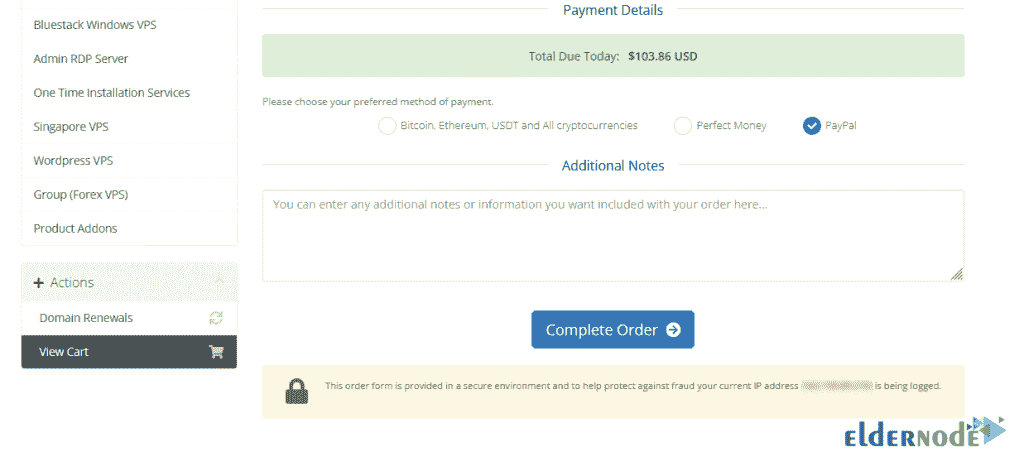 Bluestack Windows VPS
Admin RDP Server
One Time Installation Services
Singapore VPS
Wordpress VPS
Group (Forex VPS)
Product Addons
Actions
Domain Renewals
View Cart
Payment Details
Total Due Today: $103.86 USD
Please choose your preferred method of payment.
Bitcoin, Ethereum, USDT and All cryptocurrencies
Perfect Money
PayPal
Additional Notes
You can enter any additional notes or information you want included with your order here...
Complete Order
This order form is provided in a secure environment and to help protect against fraud your current IP address is being logged.
ELDERNODE